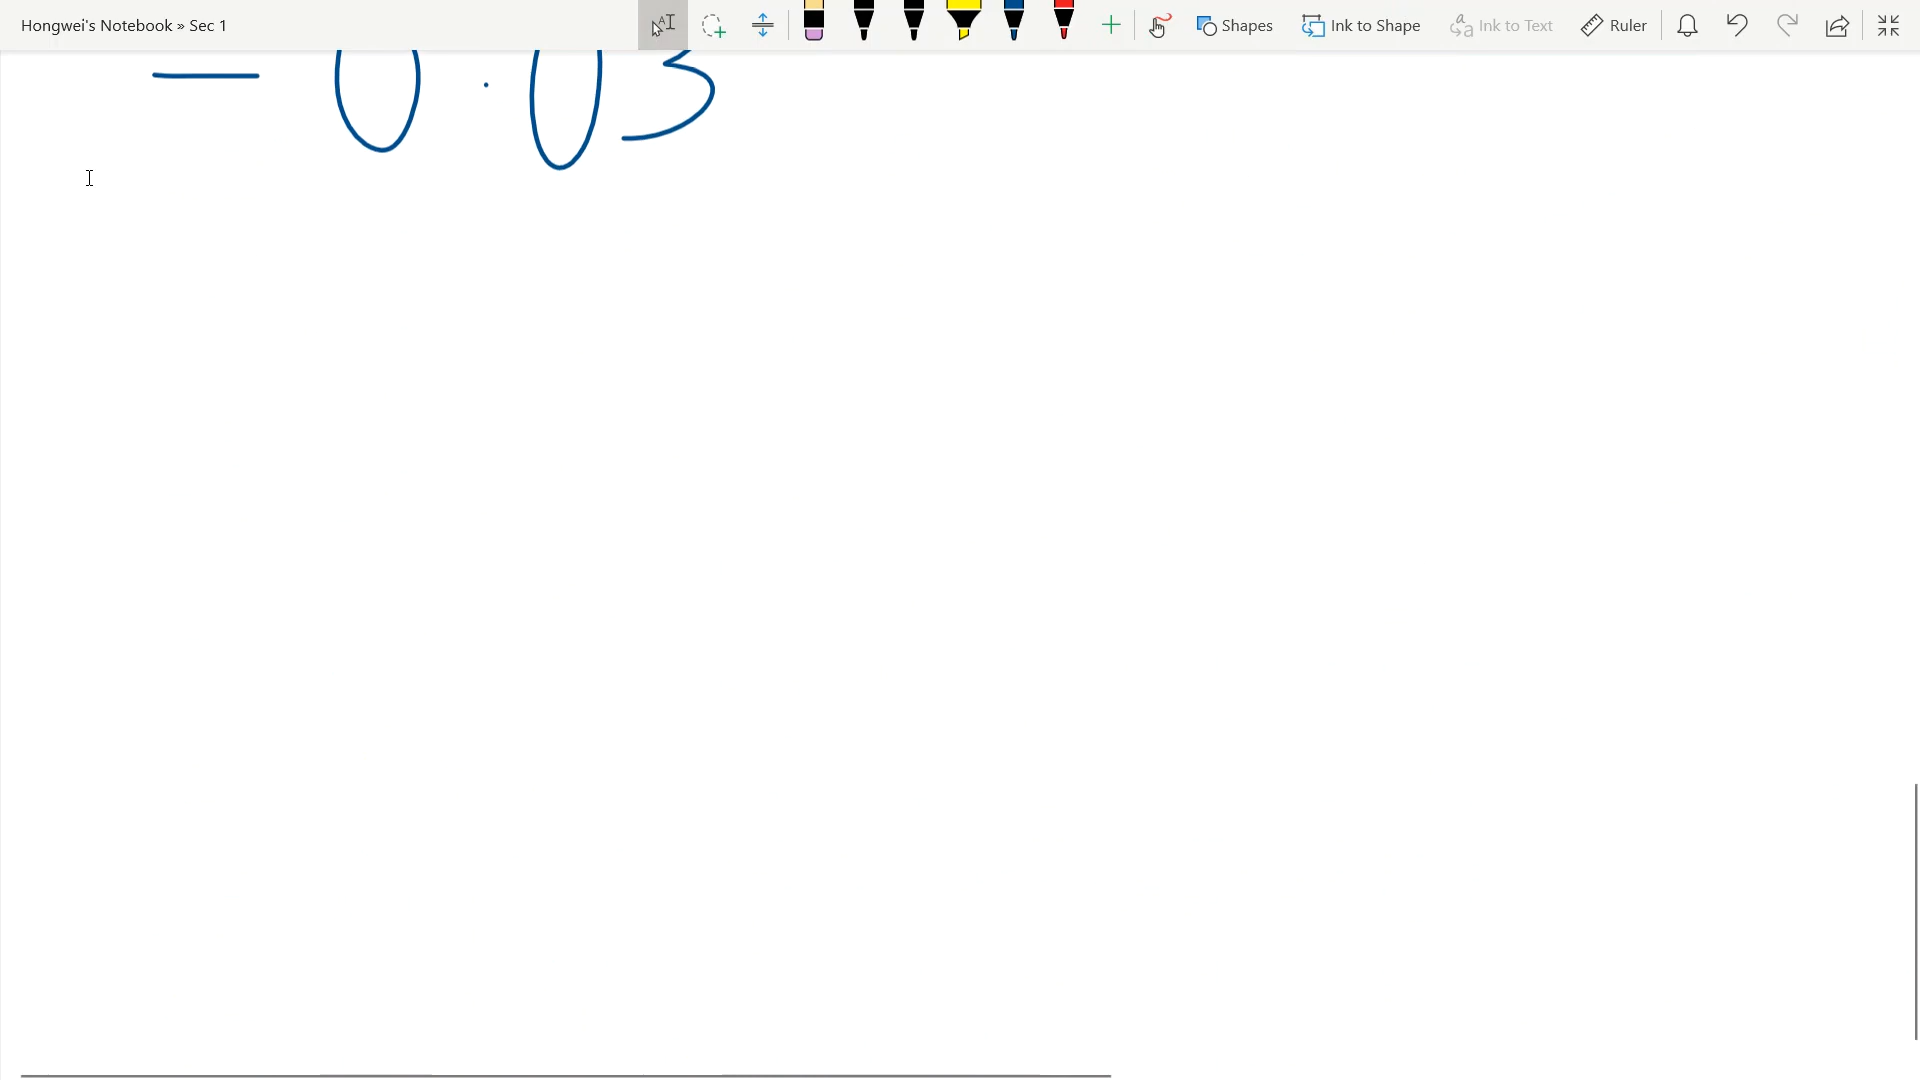 Hongwei's Notebook » Sec 1
Shapes
Ink to Shape
Ink to Text
Ruler
- 0.03